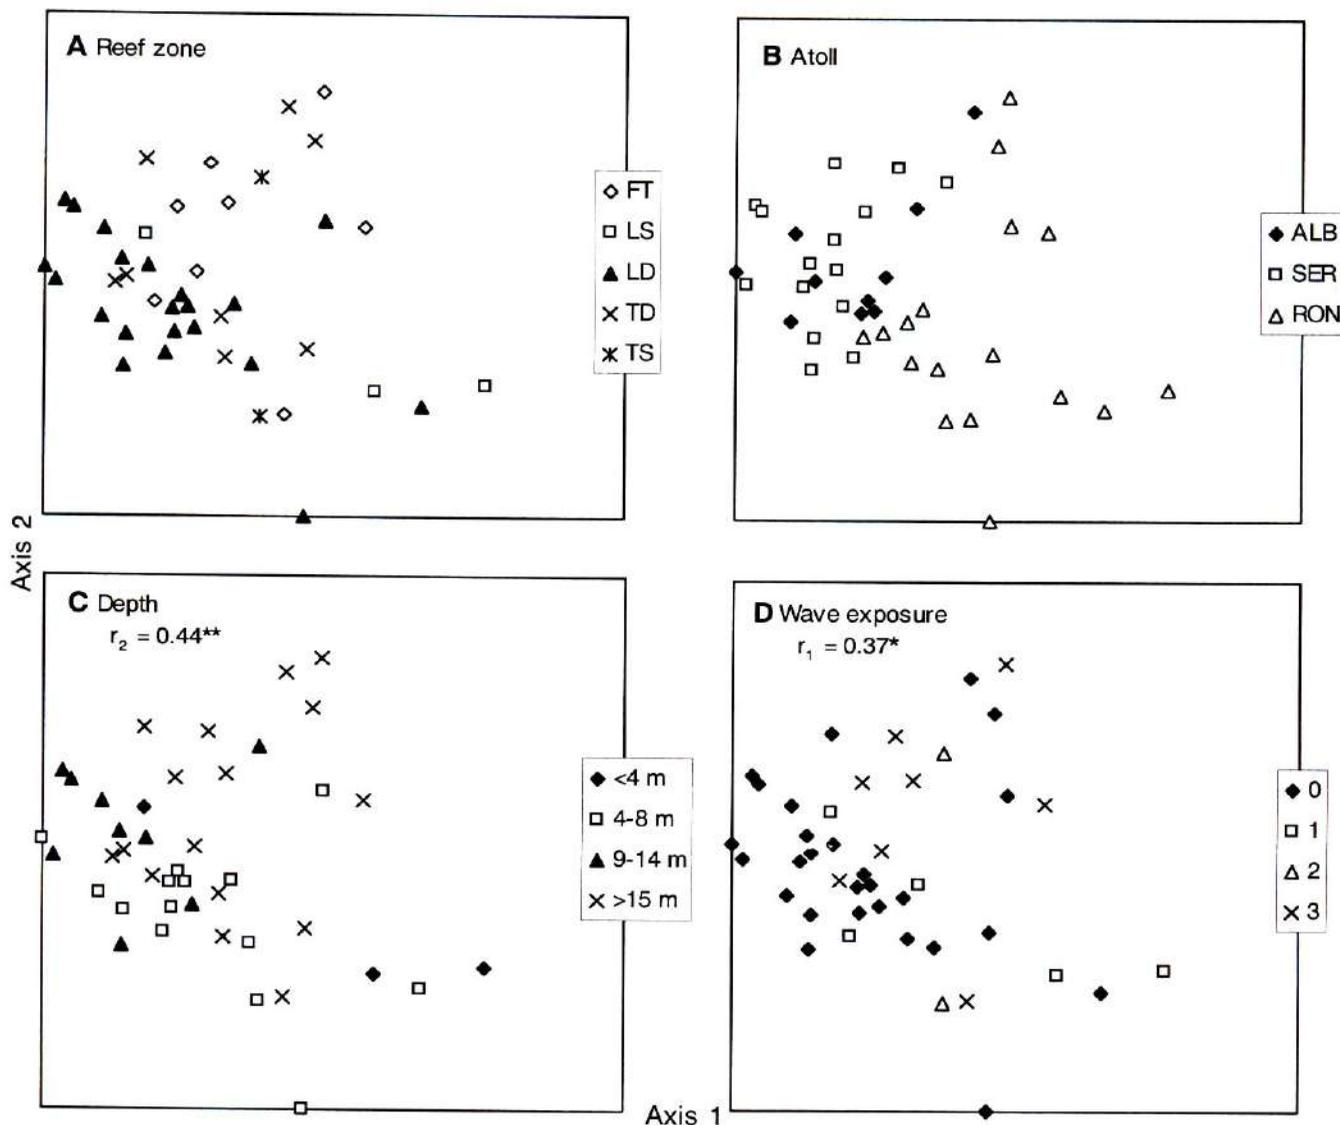 A Reef zone
FT
LS
LD
TD
TS
B Atoll
ALB
SER
RON
Axis 2
C Depth
r2 = 0.44**
<4 m
4-8 m
9-14 m
>15 m
D Wave exposure
r1 = 0.37*
0
1
2
3
Axis 1